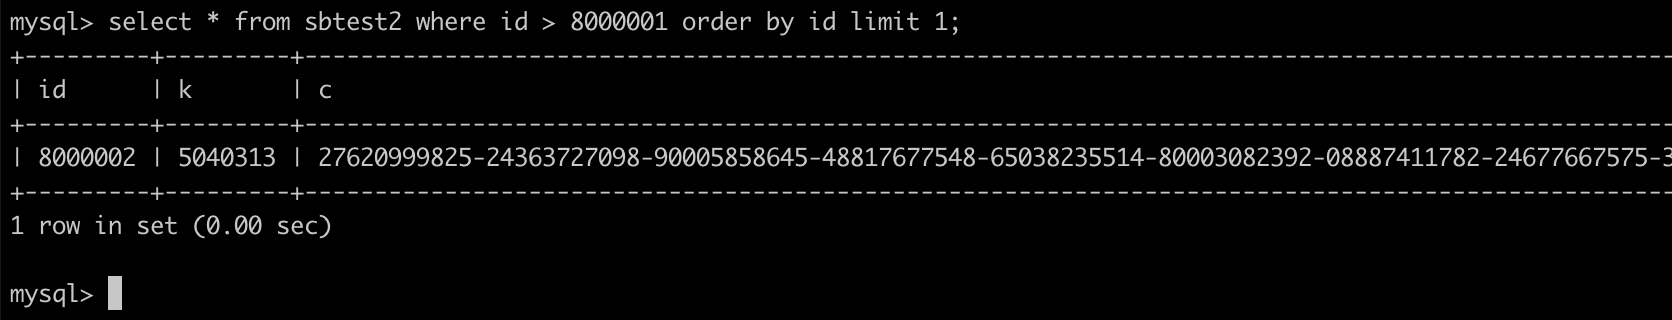 mysql> select * from sbtest2 where id > 8000001 order by id limit 1;
+---------+---------+--------------------------------------------------------------------------------------------------
| id      | k       | c
+---------+---------+--------------------------------------------------------------------------------------------------
| 8000002 | 5040313 | 27620999825-24363727098-90005858645-48817677548-65038235514-80003082392-08887411782-24677667575-3
+---------+---------+--------------------------------------------------------------------------------------------------
1 row in set (0.00 sec)
mysql>